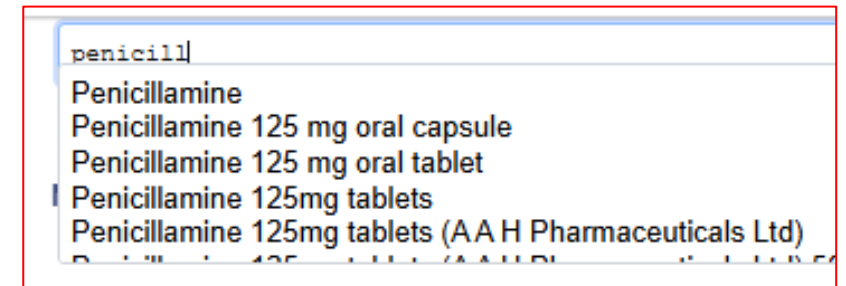 penicill
Penicillamine
Penicillamine 125 mg oral capsule
Penicillamine 125 mg oral tablet
Penicillamine 125mg tablets
Penicillamine 125mg tablets (A A H Pharmaceuticals Ltd)